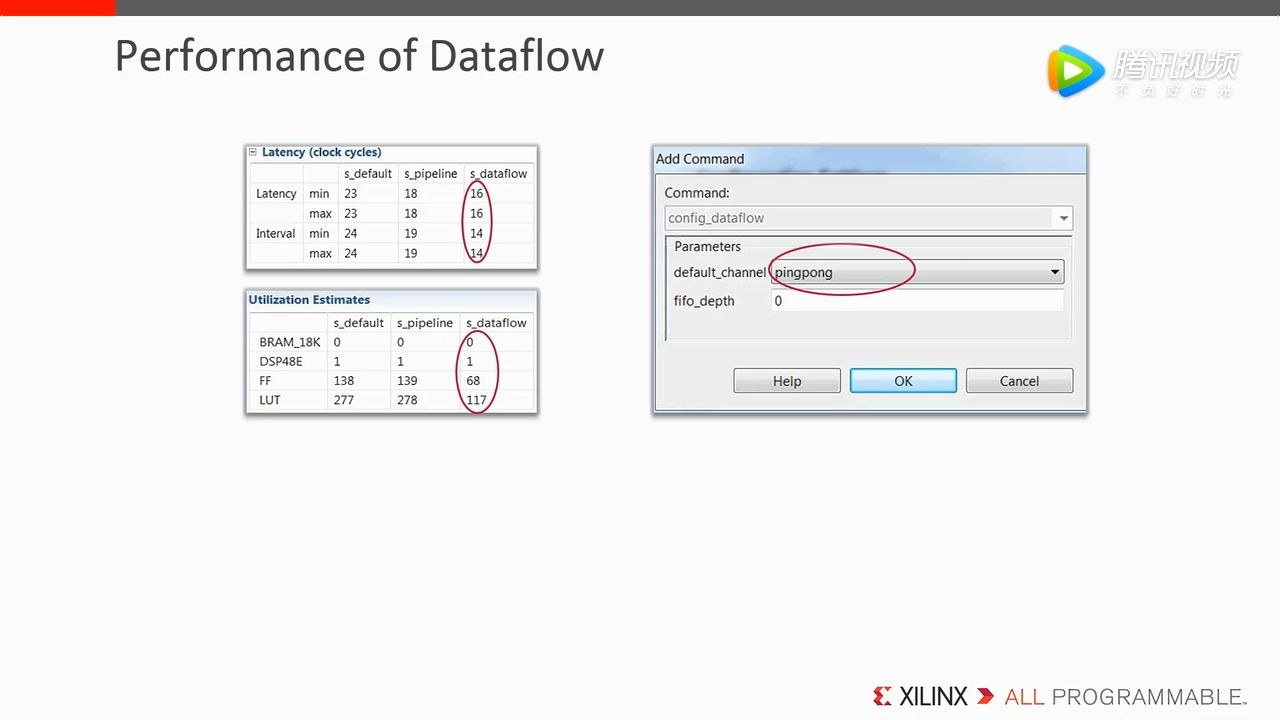 Performance of Dataflow
腾讯视频
不负好时光
Latency (clock cycles)
s_default s_pipeline s_dataflow
Latency min 23 18 16
max 23 18 16
Interval min 24 19 14
max 24 19 14
Utilization Estimates
s_default s_pipeline s_dataflow
BRAM_18K 0 0 0
DSP48E 1 1 1
FF 138 139 68
LUT 277 278 117
Add Command
Command:
config_dataflow
Parameters
default_channel pingpong
fifo_depth 0
Help OK Cancel
XILINX ALL PROGRAMMABLE™